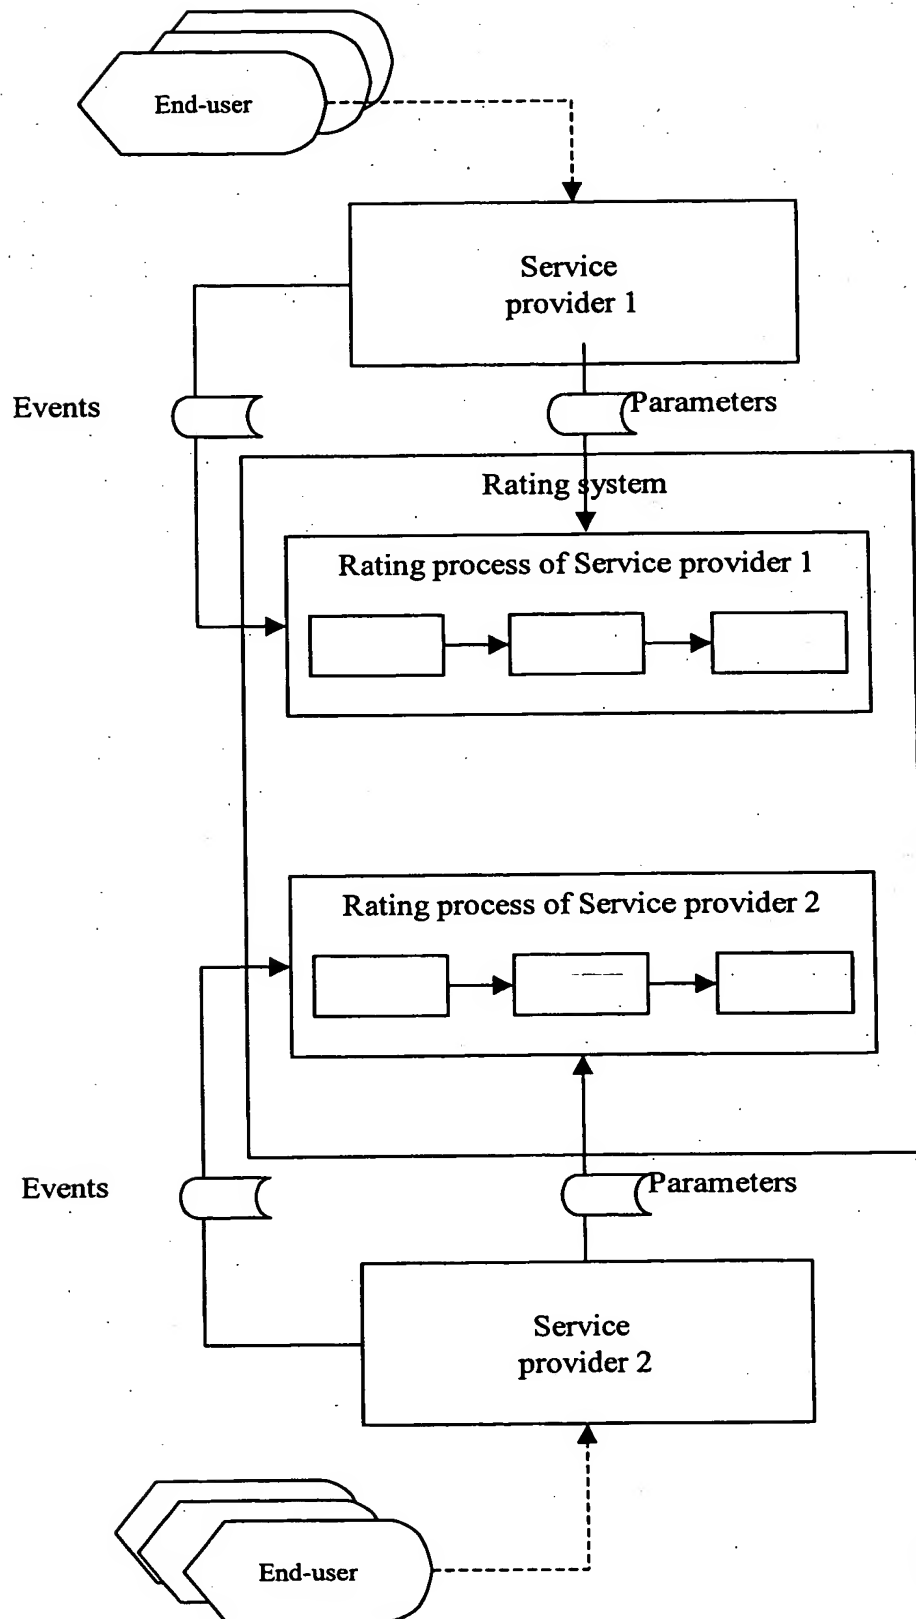 End-user
Service
provider 1
Events
Parameters
Rating system
Rating process of Service provider 1
Rating process of Service provider 2
Events
Parameters
Service
provider 2
End-user